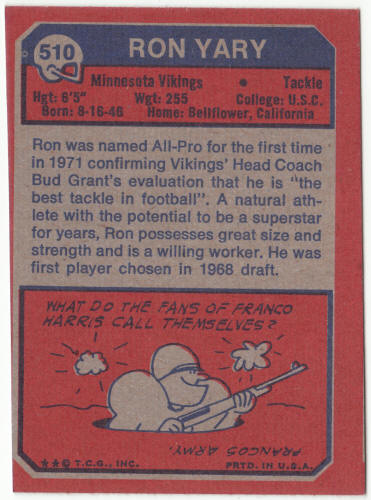 510
RON YARY
Minnesota Vikings • Tackle
Hgt: 6'5" Wgt: 255 College: U.S.C.
Born: 8-16-46 Home: Bellflower, California
Ron was named All-Pro for the first time
in 1971 confirming Vikings' Head Coach
Bud Grant's evaluation that he is "the
best tackle in football". A natural ath-
lete with the potential to be a superstar
for years, Ron possesses great size and
strength and is a willing worker. He was
first player chosen in 1968 draft.
WHAT DO THE FANS OF FRANCO
HARRIS CALL THEMSELVES?
FRANCOS ARMY.
★★© T.C.G., INC. PRTD. IN U.S.A.